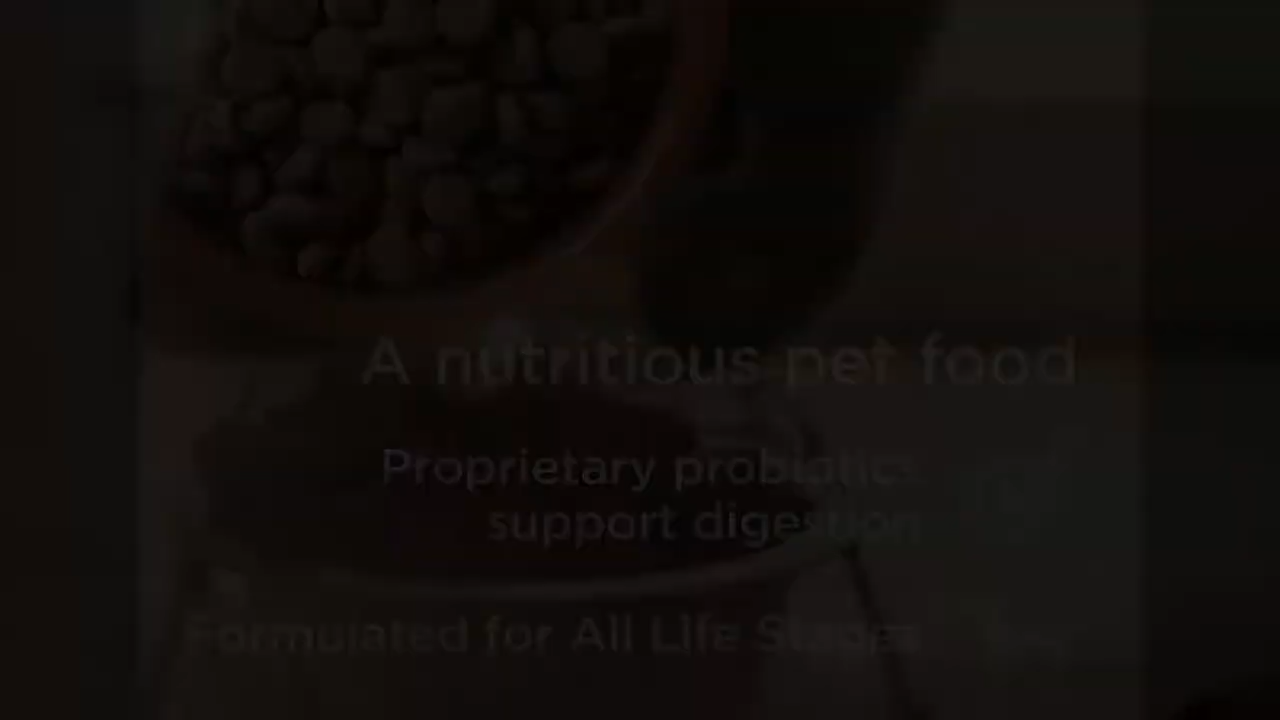 A nutritious pet food
Proprietary probiotics
support digestion
Formulated for All Life Stages